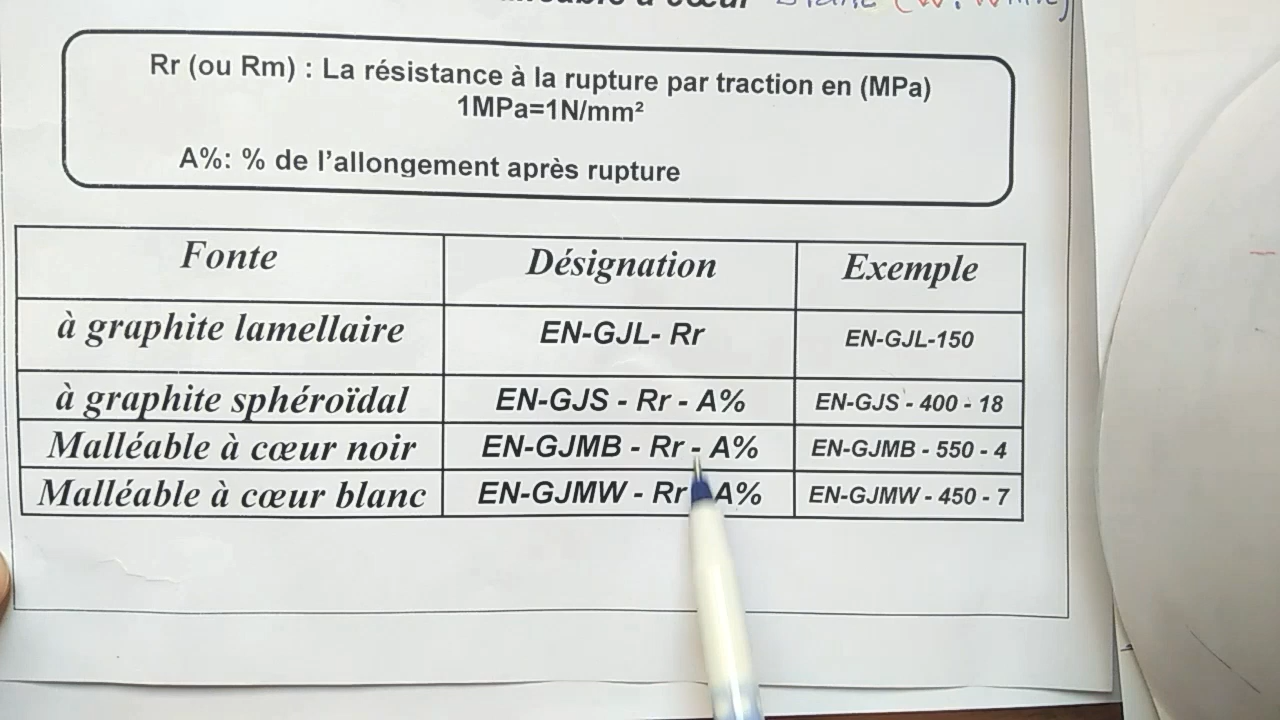 à cœur Blanc (W: White)
Rr (ou Rm) : La résistance à la rupture par traction en (MPa)
1MPa=1N/mm²
A%: % de l'allongement après rupture
Fonte Désignation Exemple
à graphite lamellaire EN-GJL- Rr EN-GJL-150
à graphite sphéroïdal EN-GJS - Rr - A% EN-GJS - 400 - 18
Malléable à cœur noir EN-GJMB - Rr - A% EN-GJMB - 550 - 4
Malléable à cœur blanc EN-GJMW - Rr A% EN-GJMW - 450 - 7